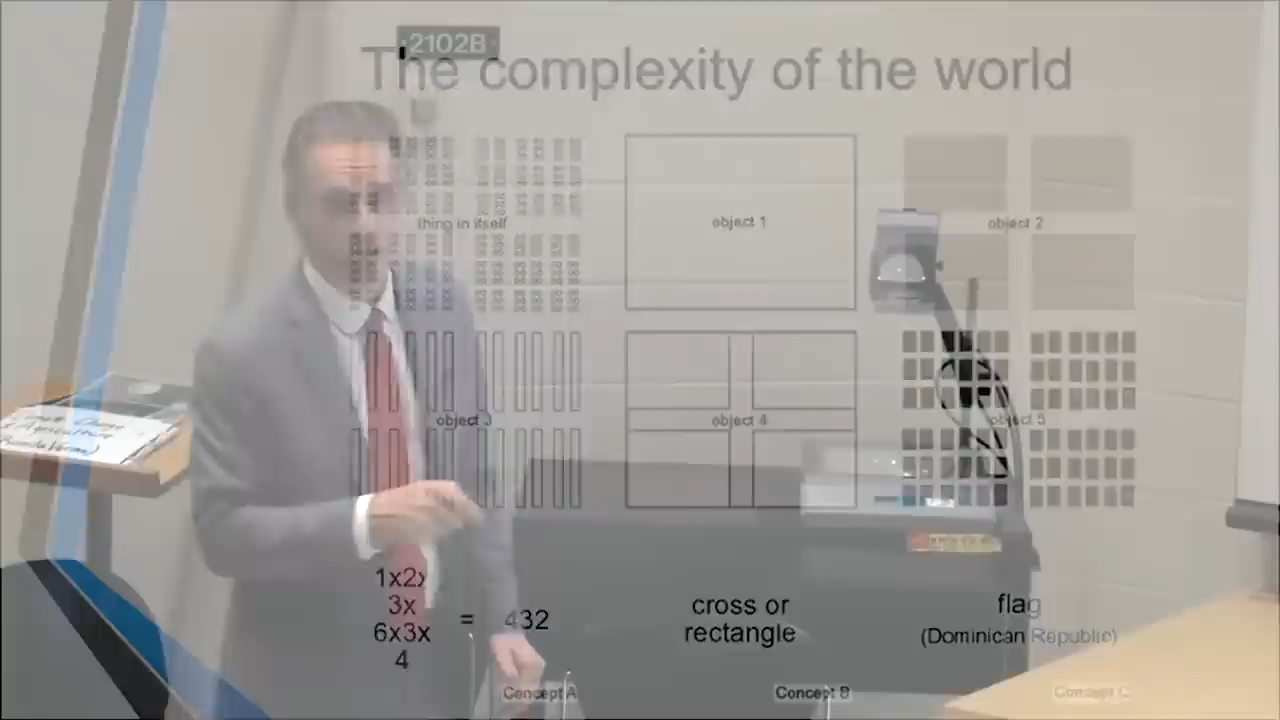 2102B
The complexity of the world
thing in itself
object 1
object 2
object 3
object 4
object 5
1x2x
3x
6x3x
4
= 432
cross or
rectangle
flag
(Dominican Republic)
Concept A
Concept B
Concept C